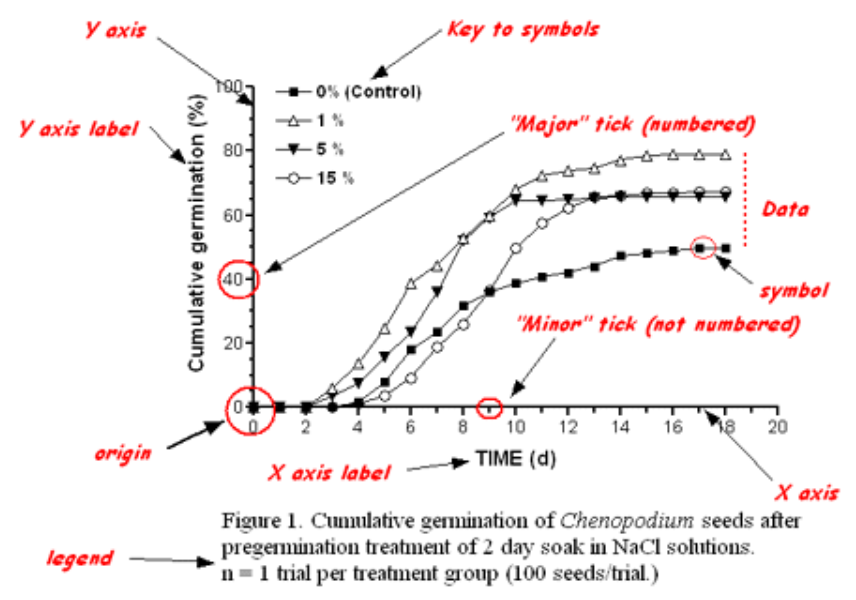 Y axis
Key to symbols
100
0% (Control)
1 %
5 %
15 %
Y axis label
Cumulative germination (%)
"Major" tick (numbered)
80
60
40
20
0
Data
symbol
"Minor" tick (not numbered)
0 2 4 6 8 10 12 14 16 18 20
origin
X axis label
TIME (d)
X axis
Figure 1. Cumulative germination of Chenopodium seeds after
pregermination treatment of 2 day soak in NaCl solutions.
n = 1 trial per treatment group (100 seeds/trial.)
legend